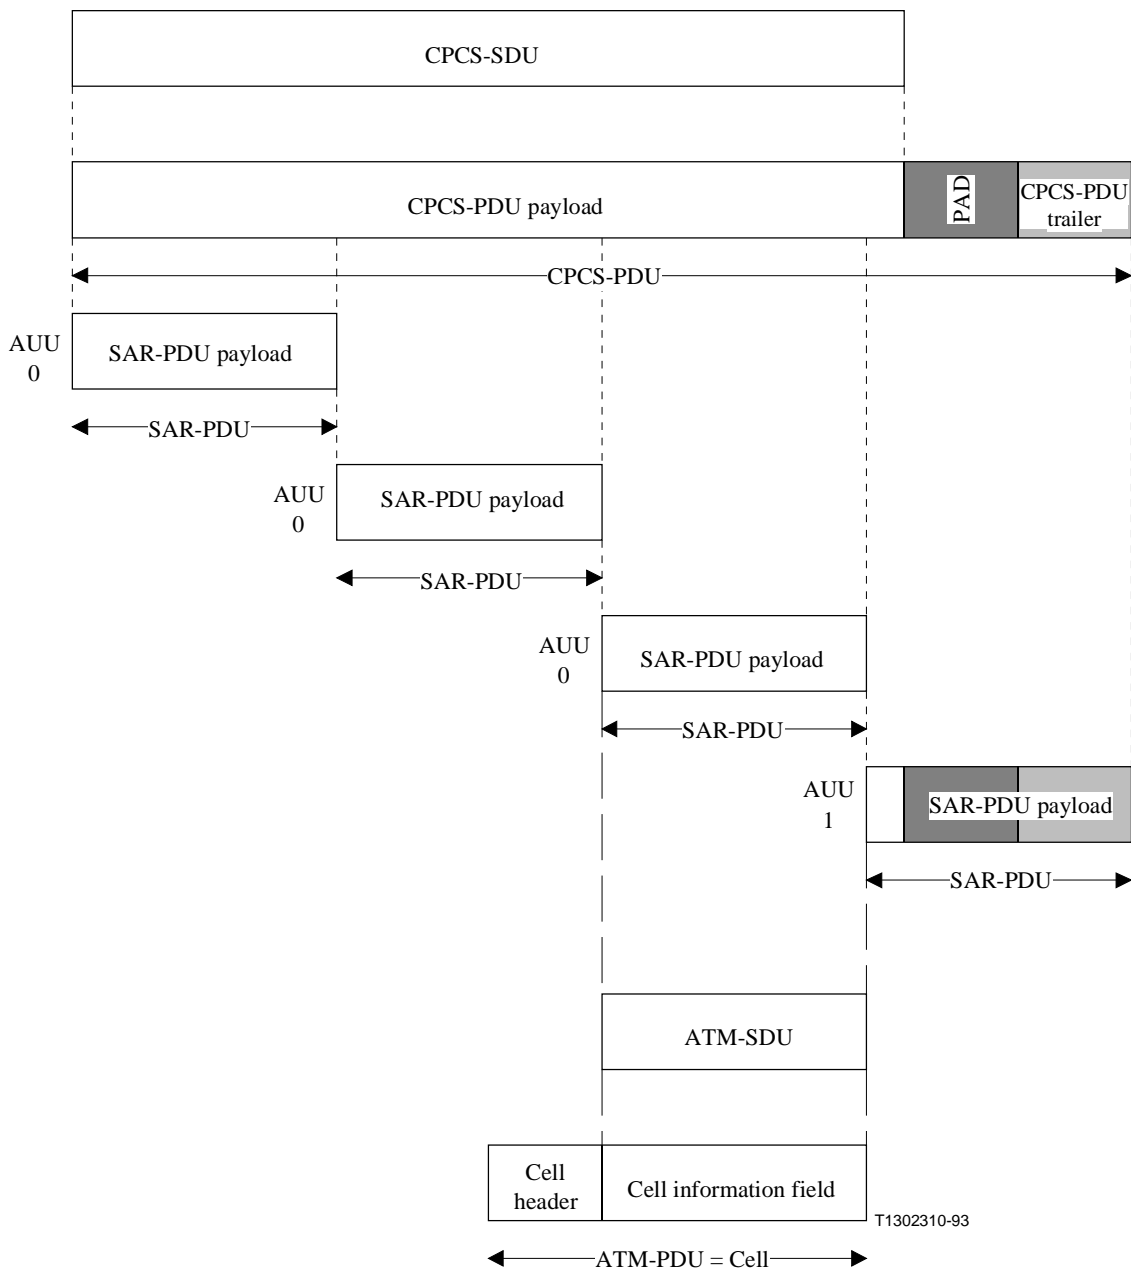 CPCS-SDU
CPCS-PDU payload
PAD
CPCS-PDU
trailer
CPCS-PDU
AUU
0
SAR-PDU payload
SAR-PDU
AUU
0
SAR-PDU payload
SAR-PDU
AUU
0
SAR-PDU payload
SAR-PDU
AUU
1
SAR-PDU payload
SAR-PDU
ATM-SDU
Cell
header
Cell information field
T1302310-93
ATM-PDU = Cell